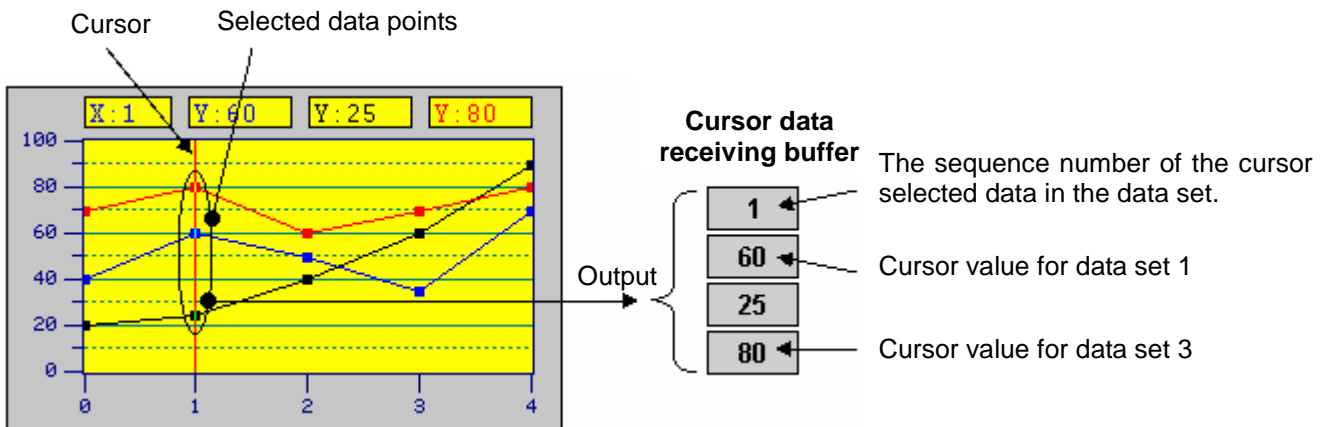 Cursor
Selected data points
X:1
Y:60
Y:25
Y:80
100
80
60
40
20
0
0
1
2
3
4
Output
Cursor data
receiving buffer
1
60
25
80
The sequence number of the cursor
selected data in the data set.
Cursor value for data set 1
Cursor value for data set 3